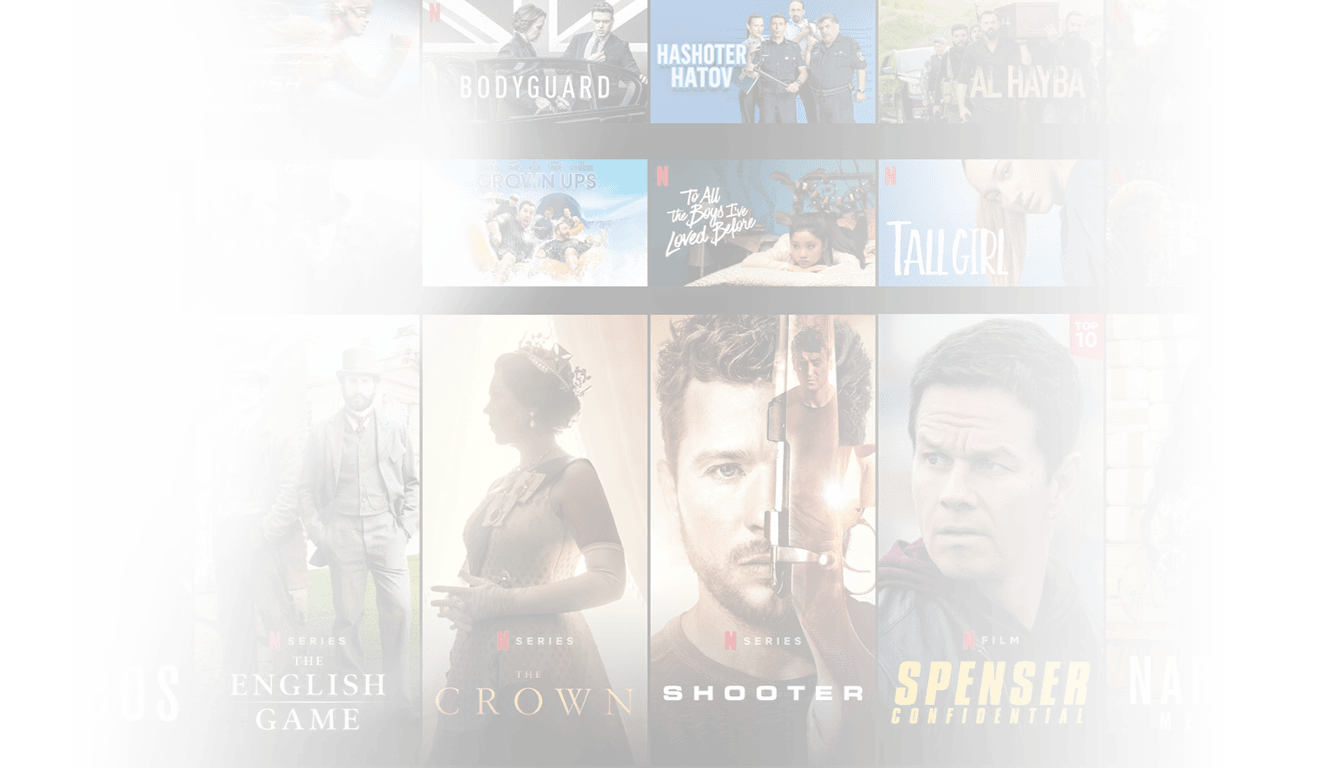 BODYGUARD
HASHOTER
HATOV
AL HAYBA
GROWN UPS
To All
the Boys I've
Loved Before
TALL GIRL
TOP
10
N SERIES
THE
ENGLISH
GAME
N SERIES
THE
CROWN
N SERIES
SHOOTER
N FILM
SPENSER
CONFIDENTIAL